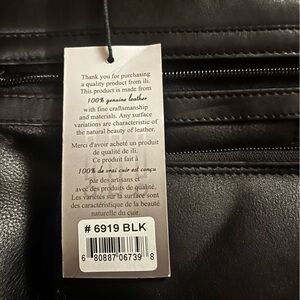 Thank you for purchasing
a quality product from ili.
This product is made from
100% genuine leather
with fine craftsmanship
and materials. Any surface
variations are characteristic of
the natural beauty of leather.
Merci d'avoir acheté un produit
de qualité de ili.
Ce produit fait à
100% de vrai cuir est conçu
par des artisans et
avec des produits de qualité.
Les variétés sur la surface sont
des caractéristique de la beauté
naturelle du cuir.
# 6919 BLK
6 80887 06739 8